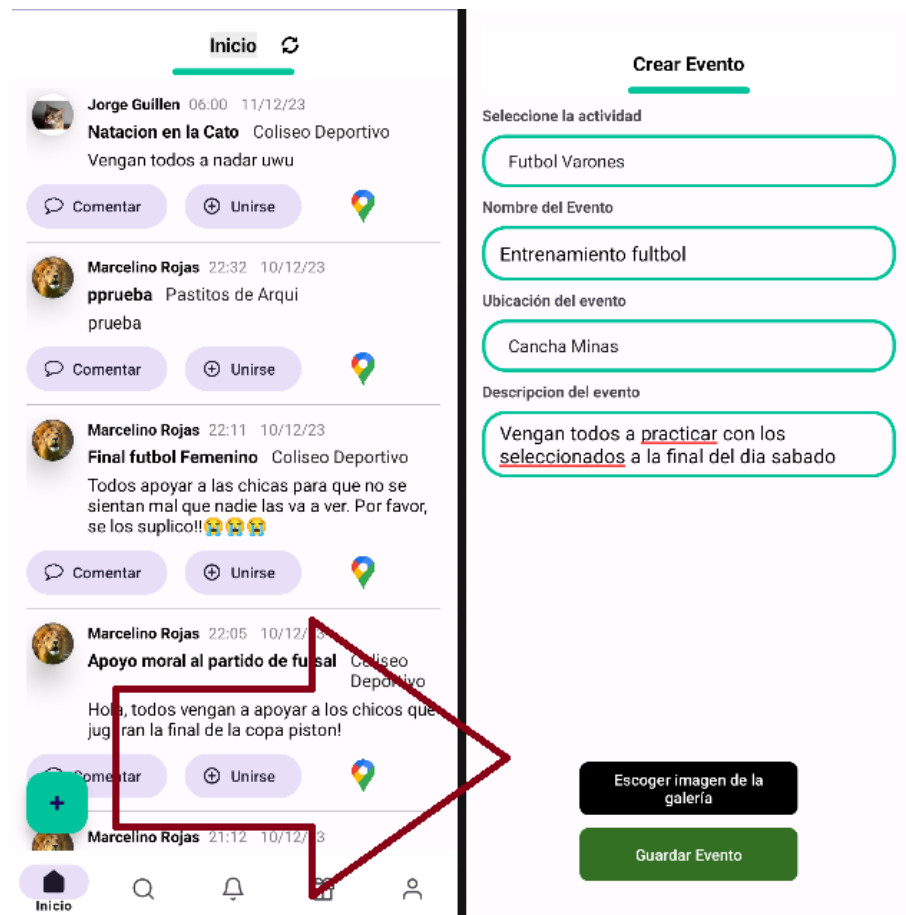 Inicio
Jorge Guillen 06:00 11/12/23
Natacion en la Cato Coliseo Deportivo
Vengan todos a nadar uwu
Comentar Unirse
Marcelino Rojas 22:32 10/12/23
pprueba Pastitos de Arqui
prueba
Comentar Unirse
Marcelino Rojas 22:11 10/12/23
Final futbol Femenino Coliseo Deportivo
Todos apoyar a las chicas para que no se
sientan mal que nadie las va a ver. Por favor,
se los suplico!!😭😭😭
Comentar Unirse
Marcelino Rojas 22:05 10/12/23
Apoyo moral al partido de futsal Coliseo
Deportivo
Hola, todos vengan a apoyar a los chicos que
jugaran la final de la copa piston!
Comentar Unirse
+
Marcelino Rojas 21:12 10/12/23
Inicio
Crear Evento
Seleccione la actividad
Futbol Varones
Nombre del Evento
Entrenamiento fultbol
Ubicación del evento
Cancha Minas
Descripcion del evento
Vengan todos a practicar con los
seleccionados a la final del dia sabado
Escoger imagen de la
galería
Guardar Evento